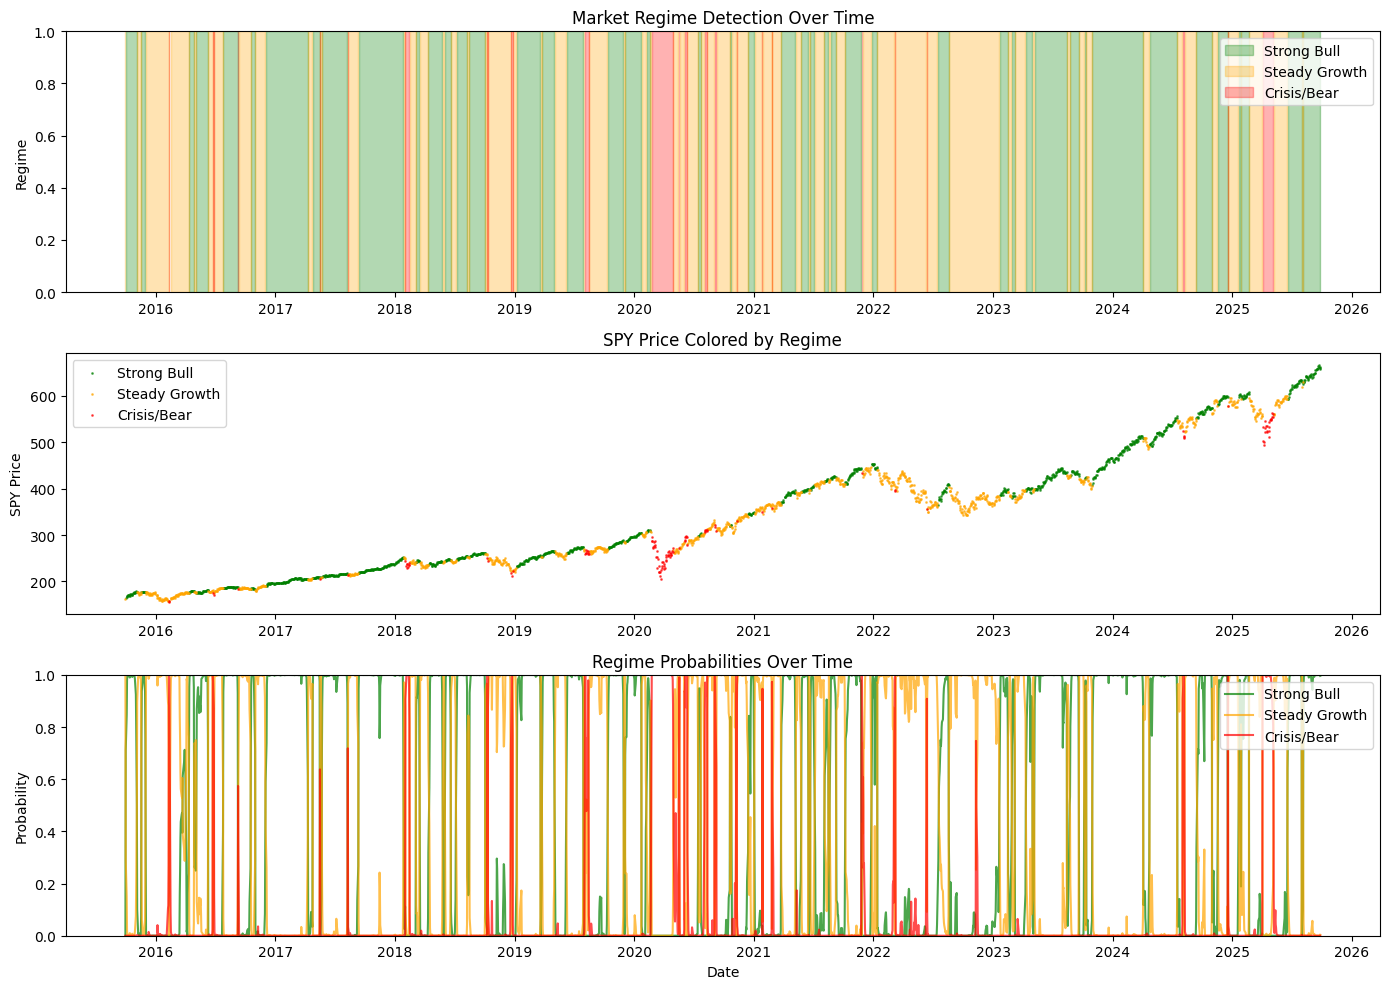 Market Regime Detection Over Time
1.0
0.8
0.6
0.4
0.2
0.0
Regime
Strong Bull
Steady Growth
Crisis/Bear
2016 2017 2018 2019 2020 2021 2022 2023 2024 2025 2026
SPY Price Colored by Regime
600
500
400
300
200
SPY Price
Strong Bull
Steady Growth
Crisis/Bear
2016 2017 2018 2019 2020 2021 2022 2023 2024 2025 2026
Regime Probabilities Over Time
1.0
0.8
0.6
0.4
0.2
0.0
Probability
Strong Bull
Steady Growth
Crisis/Bear
2016 2017 2018 2019 2020 2021 2022 2023 2024 2025 2026
Date